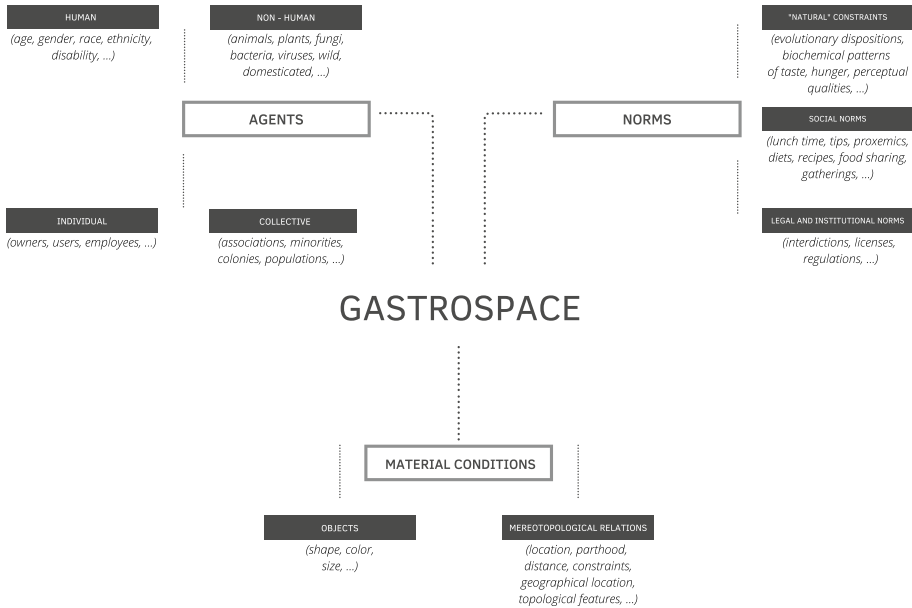 HUMAN
(age, gender, race, ethnicity,
disability, ...)
NON - HUMAN
(animals, plants, fungi,
bacteria, viruses, wild,
domesticated, ...)
AGENTS
INDIVIDUAL
(owners, users, employees, ...)
COLLECTIVE
(associations, minorities,
colonies, populations, ...)
"NATURAL" CONSTRAINTS
(evolutionary dispositions,
biochemical patterns
of taste, hunger, perceptual
qualities, ...)
NORMS
SOCIAL NORMS
(lunch time, tips, proxemics,
diets, recipes, food sharing,
gatherings, ...)
LEGAL AND INSTITUTIONAL NORMS
(interdictions, licenses,
regulations, ...)
GASTROSPACE
MATERIAL CONDITIONS
OBJECTS
(shape, color,
size, ...)
MEREOTOPOLOGICAL RELATIONS
(location, parthood,
distance, constraints,
geographical location,
topological features, ...)